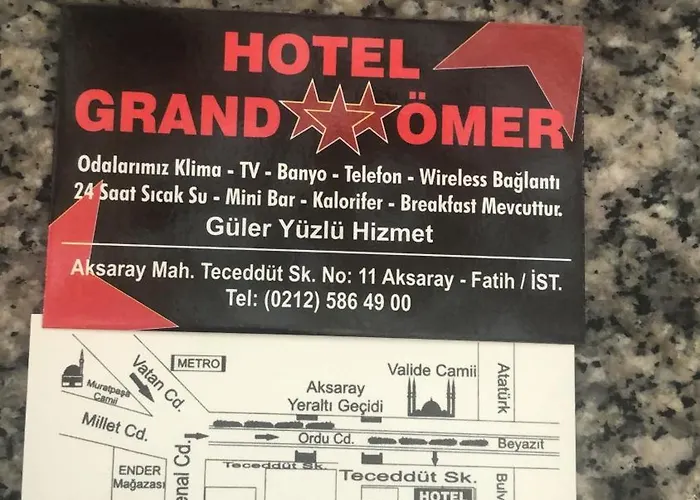 HOTEL
GRAND ÖMER
Odalarımız Klima - TV - Banyo - Telefon - Wireless Bağlantı
24 Saat Sıcak Su - Mini Bar - Kalorifer - Breakfast Mevcuttur.
Güler Yüzlü Hizmet
Aksaray Mah. Teceddüt Sk. No: 11 Aksaray - Fatih / İST.
Tel: (0212) 586 49 00
METRO
Vatan Cd.
Muratpaşa
Camii
Millet Cd.
Aksaray
Yeraltı Geçidi
Valide Camii
Atatürk
Ordu Cd.
Beyazıt
ENDER
Mağazası
Teceddüt Sk.
Teceddüt Sk.
HOTEL